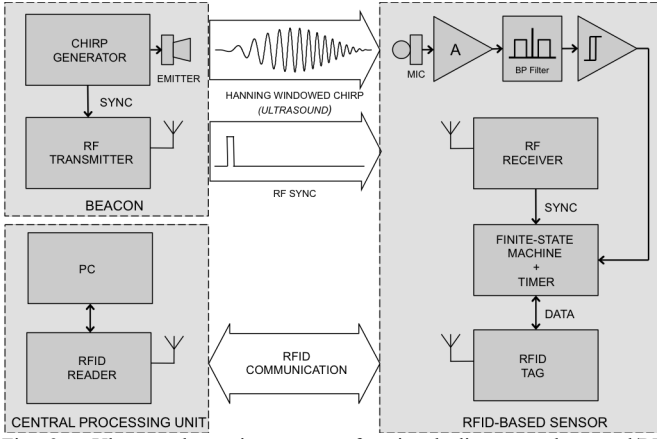 CHIRP
GENERATOR
EMITTER
SYNC
RF
TRANSMITTER
BEACON
HANNING WINDOWED CHIRP
(ULTRASOUND)
RF SYNC
MIC
A
BP Filter
RF
RECEIVER
SYNC
FINITE-STATE
MACHINE
+
TIMER
DATA
RFID
TAG
RFID-BASED SENSOR
PC
RFID
READER
CENTRAL PROCESSING UNIT
RFID
COMMUNICATION